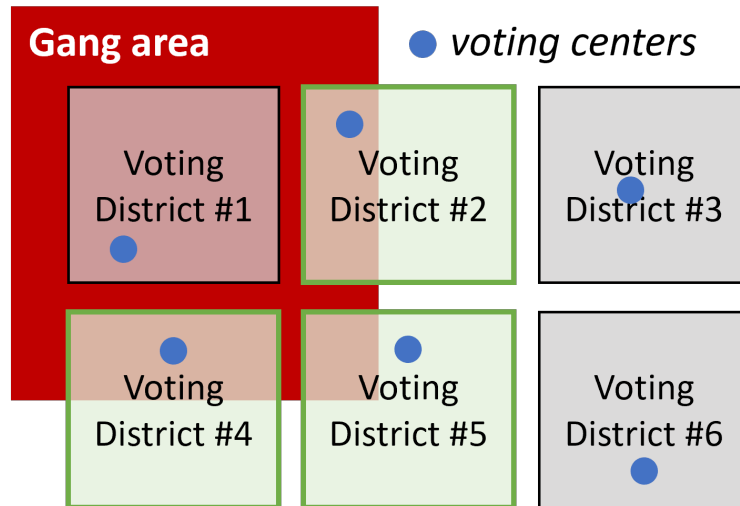 Gang area
voting centers
Voting
District #1
Voting
District #2
Voting
District #3
Voting
District #4
Voting
District #5
Voting
District #6